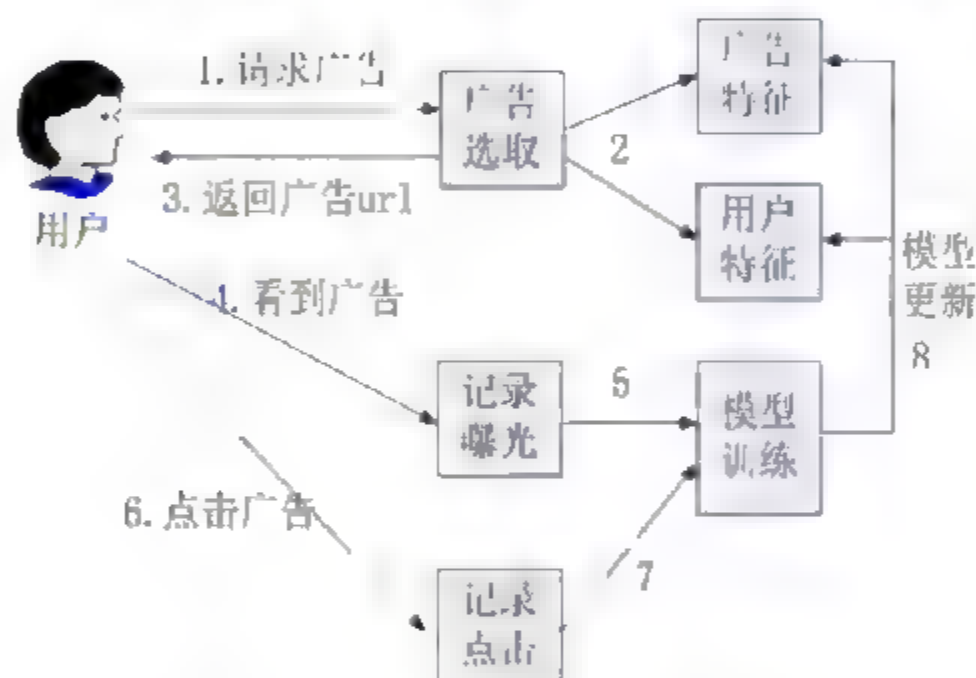 1.请求广告
广告
选取
广告
特征
2
3.返回广告url
用户
用户
特征
模型
更新
8
4.看到广告
记录
曝光
5
模型
训练
6.点击广告
7
记录
点击